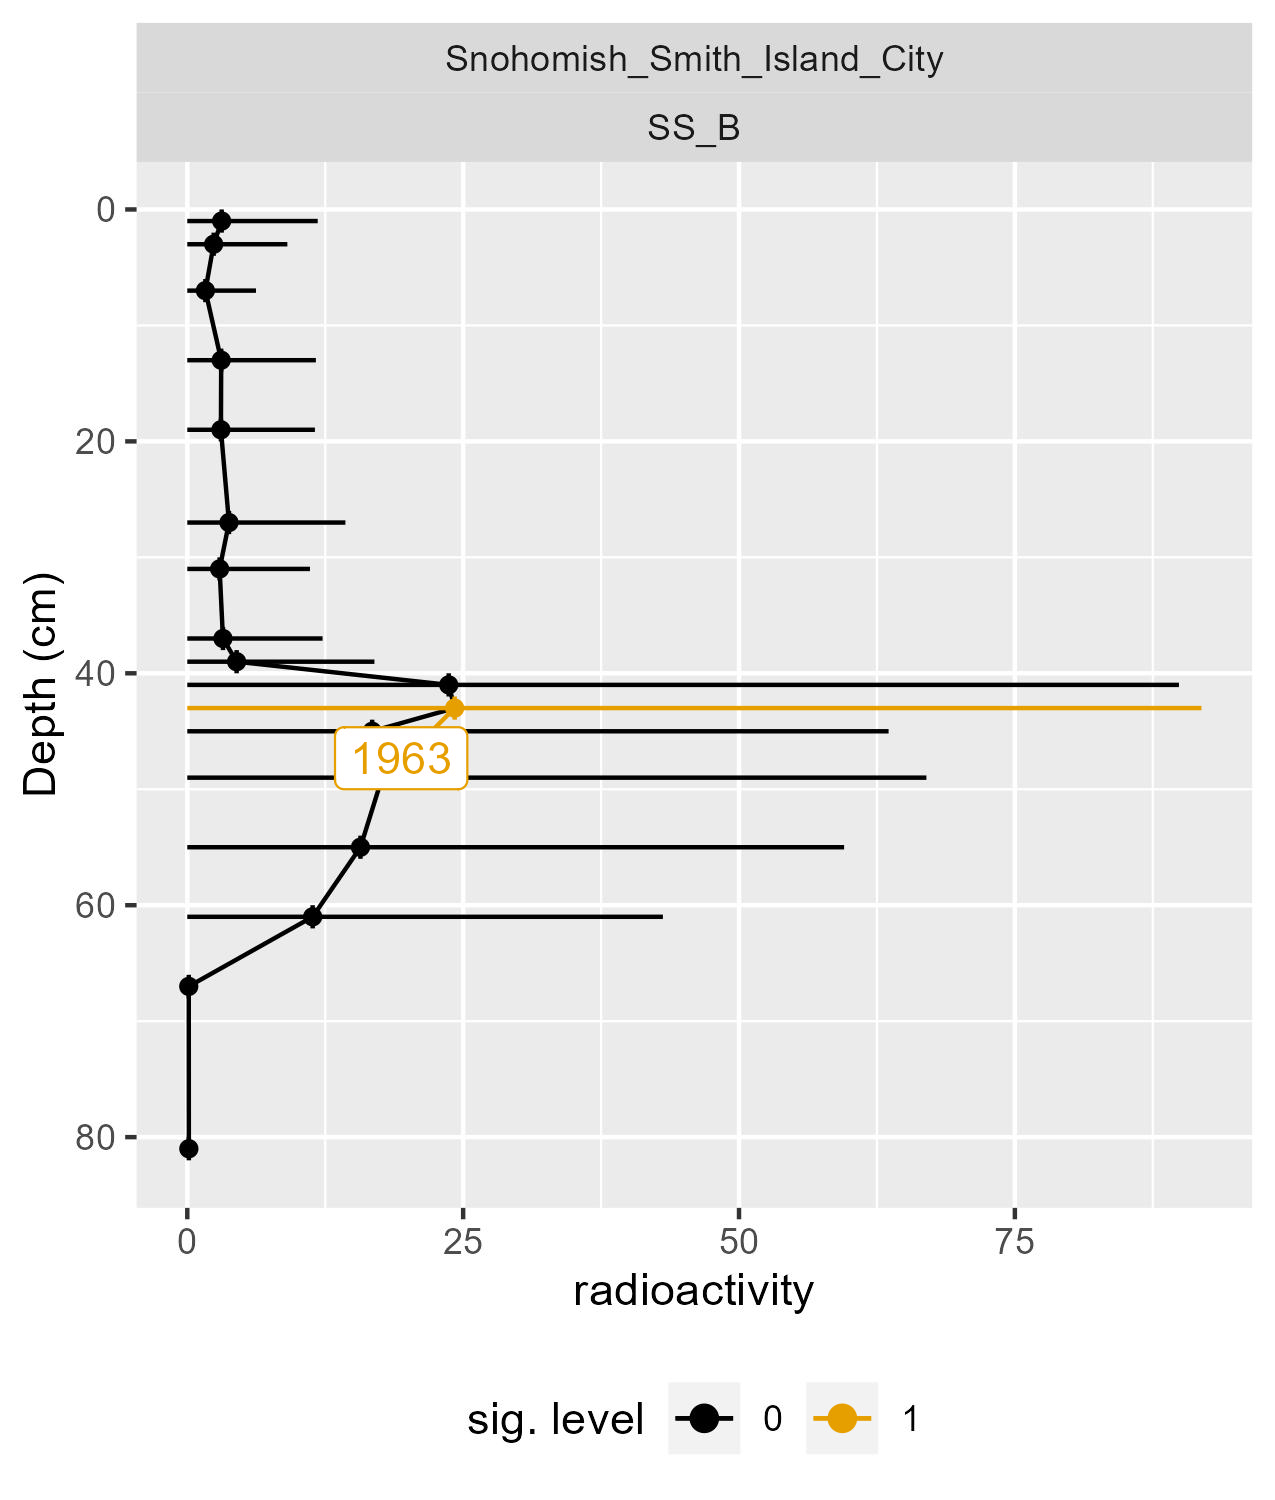 Snohomish_Smith_Island_City
SS_B
0
20
40
60
80
Depth (cm)
1963
0 25 50 75
radioactivity
sig. level 0 1